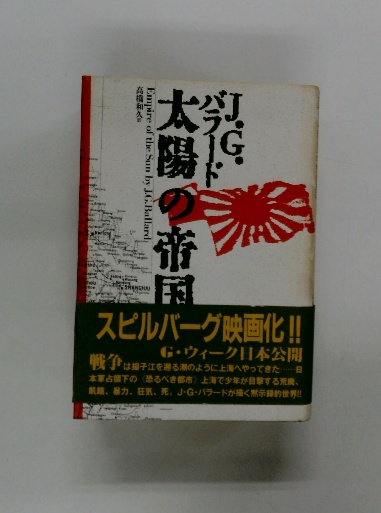 J・G・
バラード
太陽の帝国
Empire of the Sun by J.G.Ballard
高橋和久訳
SHANGHAI
スピルバーグ映画化!!
G・ウィーク日本公開
戦争は揚子江を遡る潮のように上海へやってきた……日
本軍占領下の〈恐るべき都市〉上海で少年が目撃する荒廃、
飢餓、暴力、狂気、死。J・G・バラードが描く黙示録的世界!!